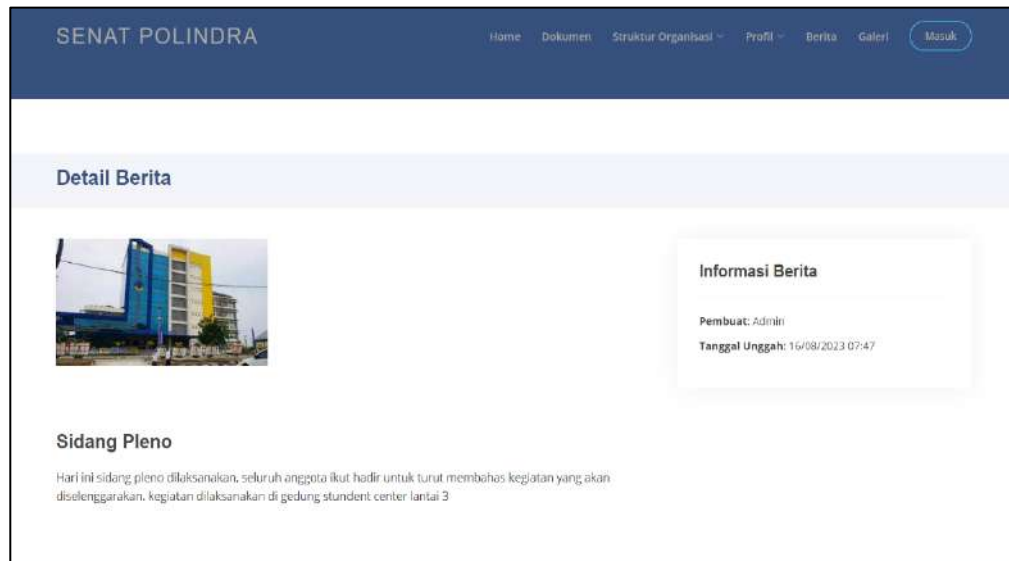 SENAT POLINDRA
Home Dokumen Struktur Organisasi Profil Berita Galeri Masuk
Detail Berita
Informasi Berita
Pembuat: Admin
Tanggal Unggah: 16/08/2023 07:47
Sidang Pleno
Hari ini sidang pleno dilaksanakan, seluruh anggota ikut hadir untuk turut membahas kegiatan yang akan
diselenggarakan. kegiatan dilaksanakan di gedung stundent center lantai 3